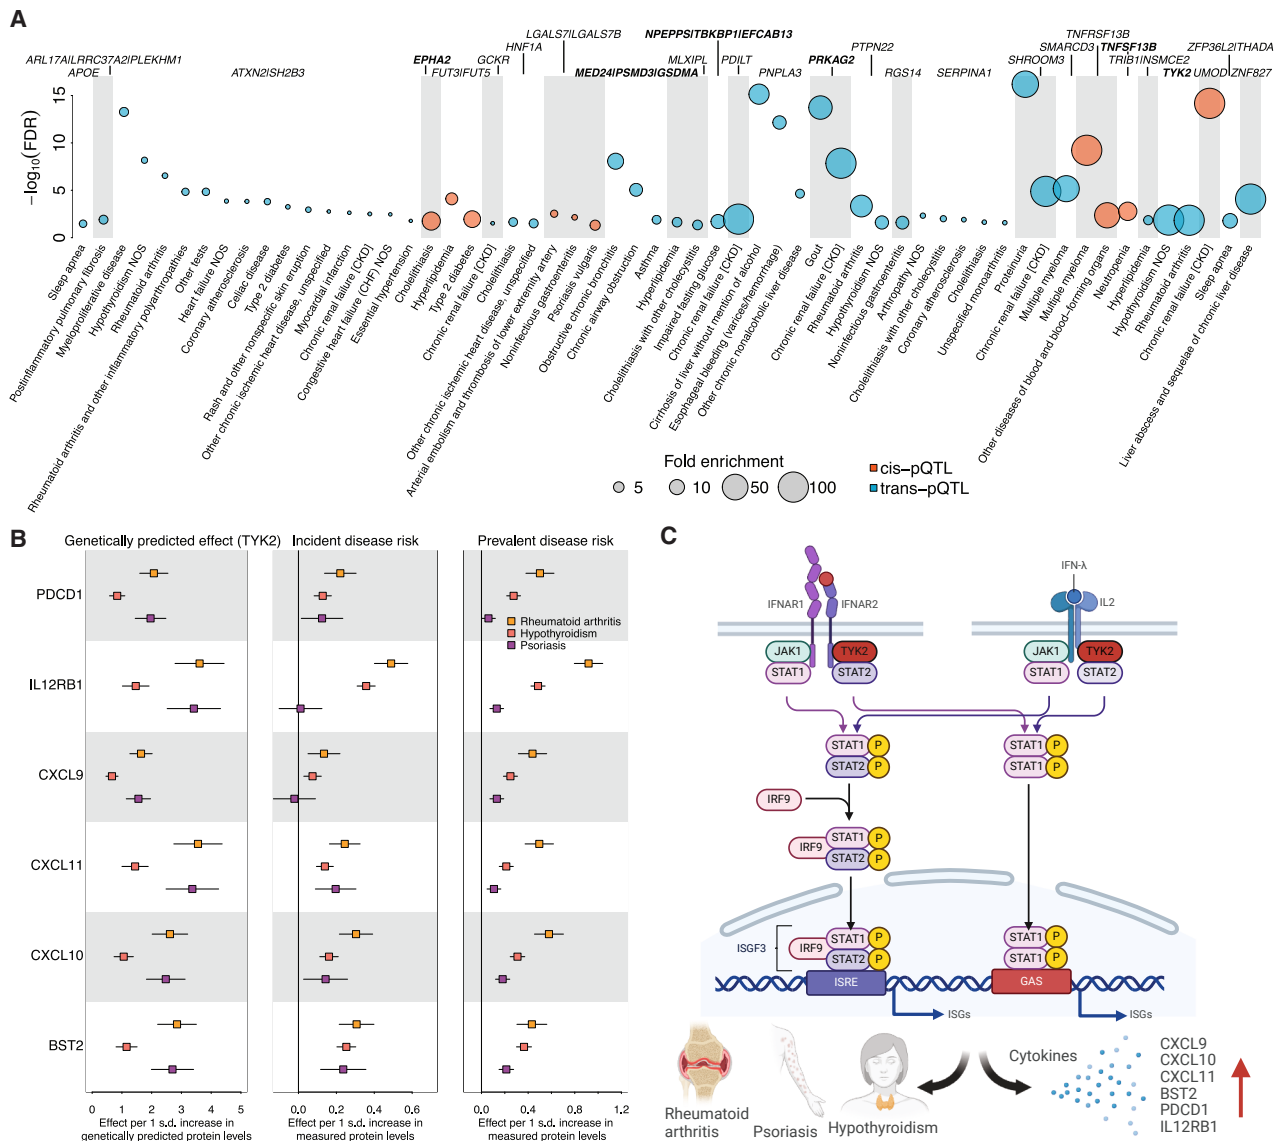 A
LGALS7|LGALS7B
NPEPPS|TBKBP1|EFCAB13
TNFRSF13B
HNF1A
PTPN22
SMARCD3 TNFSF13B
ZFP36L2|THADA
ARL17A|LRRC37A2|PLEKHM1
EPHA2
GCKR
MLXIPL
PDILT
PRKAG2
SHROOM3
TRIB1|NSMCE2
APOE
ATXN2|SH2B3
FUT3|FUT5
MED24|PSMD3|GSDMA
PNPLA3
RGS14
SERPINA1
TYK2
UMOD
ZNF827
−log10(FDR)
15
10
5
0
Sleep apnea
Postinflammatory pulmonary fibrosis
Myeloproliferative disease
Hypothyroidism NOS
Rheumatoid arthritis
Rheumatoid arthritis and other inflammatory polyarthropathies
Other tests
Heart failure NOS
Coronary atherosclerosis
Celiac disease
Type 2 diabetes
Rash and other nonspecific skin eruption
Other chronic ischemic heart disease, unspecified
Myocardial infarction
Chronic renal failure [CKD]
Congestive heart failure (CHF) NOS
Essential hypertension
Cholelithiasis
Hyperlipidemia
Type 2 diabetes
Chronic renal failure [CKD]
Cholelithiasis
Other chronic ischemic heart disease, unspecified
Arterial embolism and thrombosis of lower extremity artery
Noninfectious gastroenteritis
Psoriasis vulgaris
Obstructive chronic bronchitis
Chronic airway obstruction
Asthma
Hyperlipidemia
Cholelithiasis with other cholecystitis
Impaired fasting glucose
Chronic renal failure [CKD]
Cirrhosis of liver without mention of alcohol
Esophageal bleeding (varices/hemorrhage)
Other chronic nonalcoholic liver disease
Gout
Chronic renal failure [CKD]
Rheumatoid arthritis
Hypothyroidism NOS
Noninfectious gastroenteritis
Arthropathy NOS
Cholelithiasis with other cholecystitis
Coronary atherosclerosis
Cholelithiasis
Unspecified monoarthritis
Proteinuria
Chronic renal failure [CKD]
Multiple myeloma
Multiple myeloma
Other diseases of blood and blood−forming organs
Neutropenia
Hyperlipidemia
Hypothyroidism NOS
Rheumatoid arthritis
Chronic renal failure [CKD]
Sleep apnea
Liver abscess and sequelae of chronic liver disease
Fold enrichment
5
10
50
100
cis−pQTL
trans−pQTL
B
Genetically predicted effect (TYK2)
Incident disease risk
Prevalent disease risk
PDCD1
IL12RB1
CXCL9
CXCL11
CXCL10
BST2
Rheumatoid arthritis
Hypothyroidism
Psoriasis
0 1 2 3 4 5
0.0 0.2 0.4 0.6
0.0 0.4 0.8 1.2
Effect per 1 s.d. increase in
genetically predicted protein levels
Effect per 1 s.d. increase in
measured protein levels
Effect per 1 s.d. increase in
measured protein levels
C
IFN-λ
IFNAR1
IFNAR2
IL2
JAK1
TYK2
JAK1
TYK2
STAT1
STAT2
STAT1
STAT2
STAT1 P
STAT2 P
STAT1 P
STAT1 P
IRF9
IRF9
STAT1 P
STAT2 P
ISGF3
IRF9
STAT1 P
STAT2 P
STAT1 P
STAT1 P
ISRE
GAS
ISGs
ISGs
Rheumatoid
arthritis
Psoriasis
Hypothyroidism
Cytokines
CXCL9
CXCL10
CXCL11
BST2
PDCD1
IL12RB1